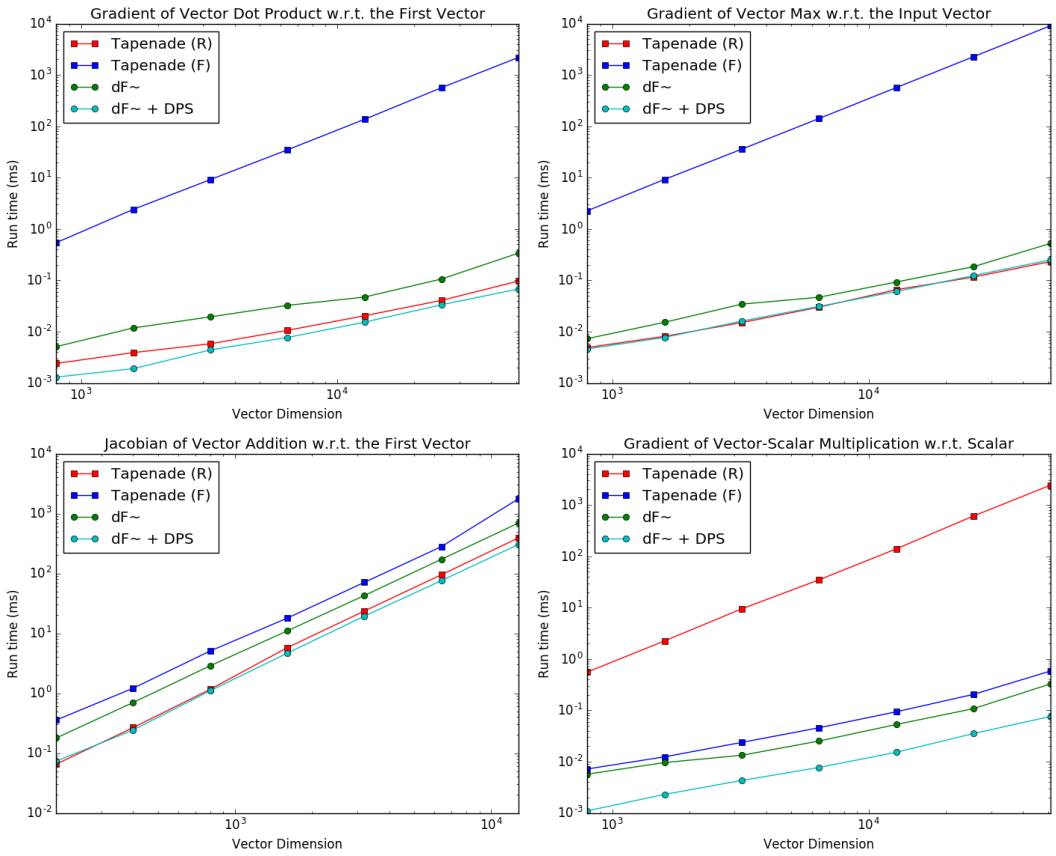 Gradient of Vector Dot Product w.r.t. the First Vector
10^4
10^3
10^2
10^1
10^0
10^-1
10^-2
10^-3
Run time (ms)
Tapenade (R)
Tapenade (F)
dF~
dF~ + DPS
10^3
10^4
Vector Dimension
Gradient of Vector Max w.r.t. the Input Vector
10^4
10^3
10^2
10^1
10^0
10^-1
10^-2
10^-3
Run time (ms)
Tapenade (R)
Tapenade (F)
dF~
dF~ + DPS
10^3
10^4
Vector Dimension
Jacobian of Vector Addition w.r.t. the First Vector
10^4
10^3
10^2
10^1
10^0
10^-1
10^-2
Run time (ms)
Tapenade (R)
Tapenade (F)
dF~
dF~ + DPS
10^3
10^4
Vector Dimension
Gradient of Vector-Scalar Multiplication w.r.t. Scalar
10^4
10^3
10^2
10^1
10^0
10^-1
10^-2
10^-3
Run time (ms)
Tapenade (R)
Tapenade (F)
dF~
dF~ + DPS
10^3
10^4
Vector Dimension